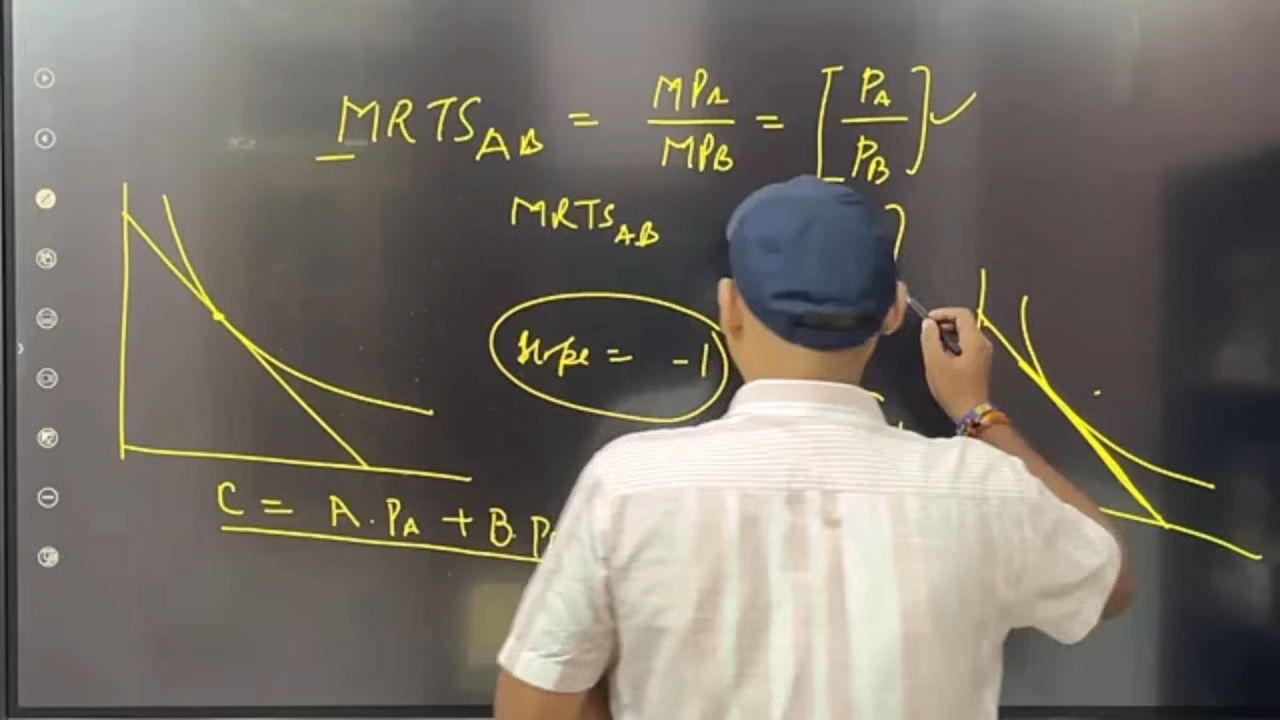 MRTS_AB = MP_A / MP_B = [P_A / P_B] ✓
MRTS_AB
slope = -1
C = A.P_A + B.P